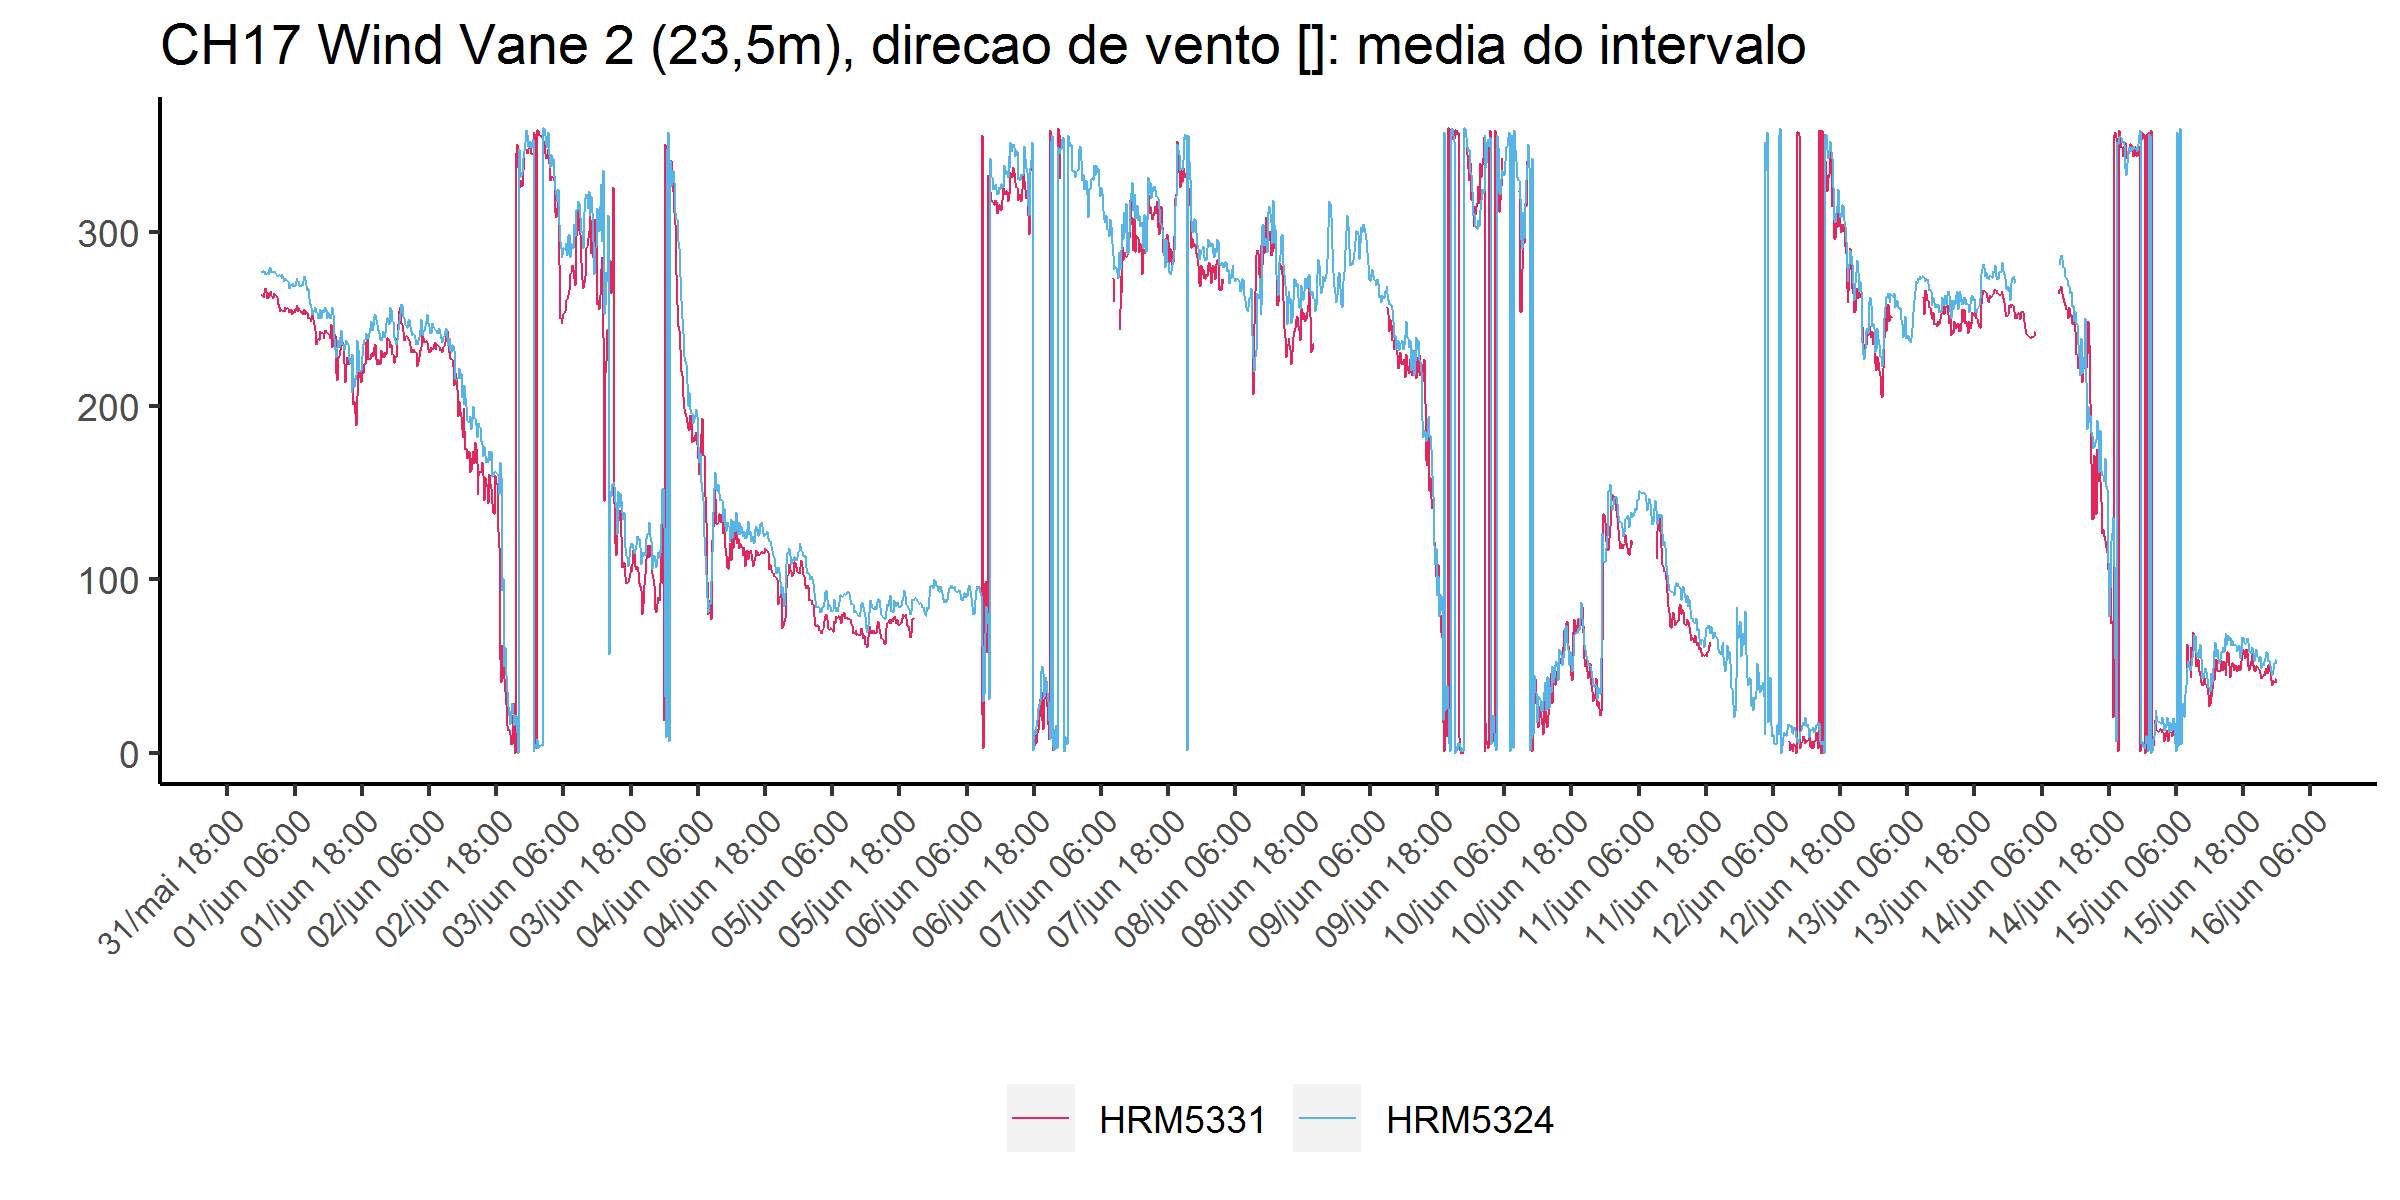 CH17 Wind Vane 2 (23,5m), direcao de vento []: media do intervalo
300
200
100
0
31/mai 18:00
01/jun 06:00
01/jun 18:00
02/jun 06:00
02/jun 18:00
03/jun 06:00
03/jun 18:00
04/jun 06:00
04/jun 18:00
05/jun 06:00
05/jun 18:00
06/jun 06:00
06/jun 18:00
07/jun 06:00
07/jun 18:00
08/jun 06:00
08/jun 18:00
09/jun 06:00
09/jun 18:00
10/jun 06:00
10/jun 18:00
11/jun 06:00
11/jun 18:00
12/jun 06:00
12/jun 18:00
13/jun 06:00
13/jun 18:00
14/jun 06:00
14/jun 18:00
15/jun 06:00
15/jun 18:00
16/jun 06:00
HRM5331
HRM5324